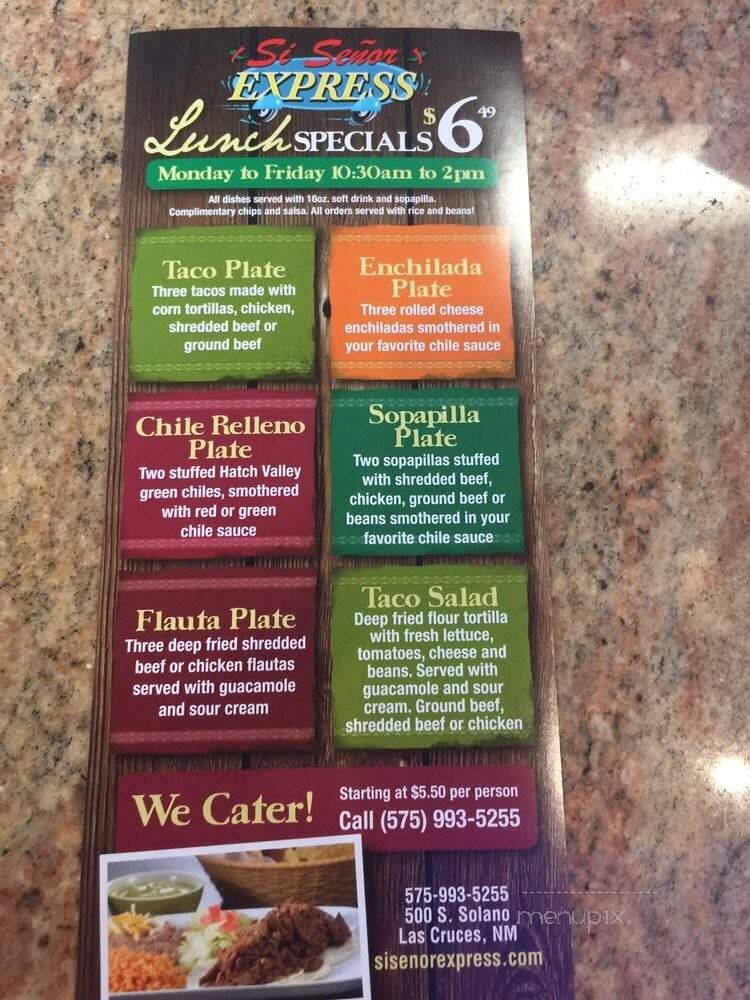 Si Señor
EXPRESS
Lunch SPECIALS $6.49
Monday to Friday 10:30am to 2pm
All dishes served with 16oz. soft drink and sopapilla.
Complimentary chips and salsa. All orders served with rice and beans!
Taco Plate
Three tacos made with
corn tortillas, chicken,
shredded beef or
ground beef
Enchilada
Plate
Three rolled cheese
enchiladas smothered in
your favorite chile sauce
Chile Relleno
Plate
Two stuffed Hatch Valley
green chiles, smothered
with red or green
chile sauce
Sopapilla
Plate
Two sopapillas stuffed
with shredded beef,
chicken, ground beef or
beans smothered in your
favorite chile sauce
Flauta Plate
Three deep fried shredded
beef or chicken flautas
served with guacamole
and sour cream
Taco Salad
Deep fried flour tortilla
with fresh lettuce,
tomatoes, cheese and
beans. Served with
guacamole and sour
cream. Ground beef,
shredded beef or chicken
We Cater!
Starting at $5.50 per person
Call (575) 993-5255
575-993-5255
500 S. Solano
Las Cruces, NM
sisenorexpress.com
menupix